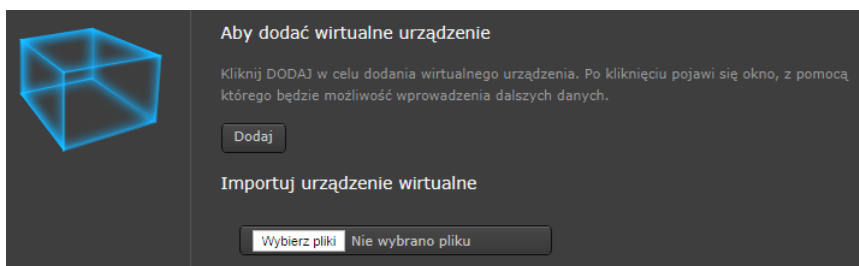 Aby dodać wirtualne urządzenie
Kliknij DODAJ w celu dodania wirtualnego urządzenia. Po kliknięciu pojawi się okno, z pomocą
którego będzie możliwość wprowadzenia dalszych danych.
Dodaj
Importuj urządzenie wirtualne
Wybierz pliki Nie wybrano pliku